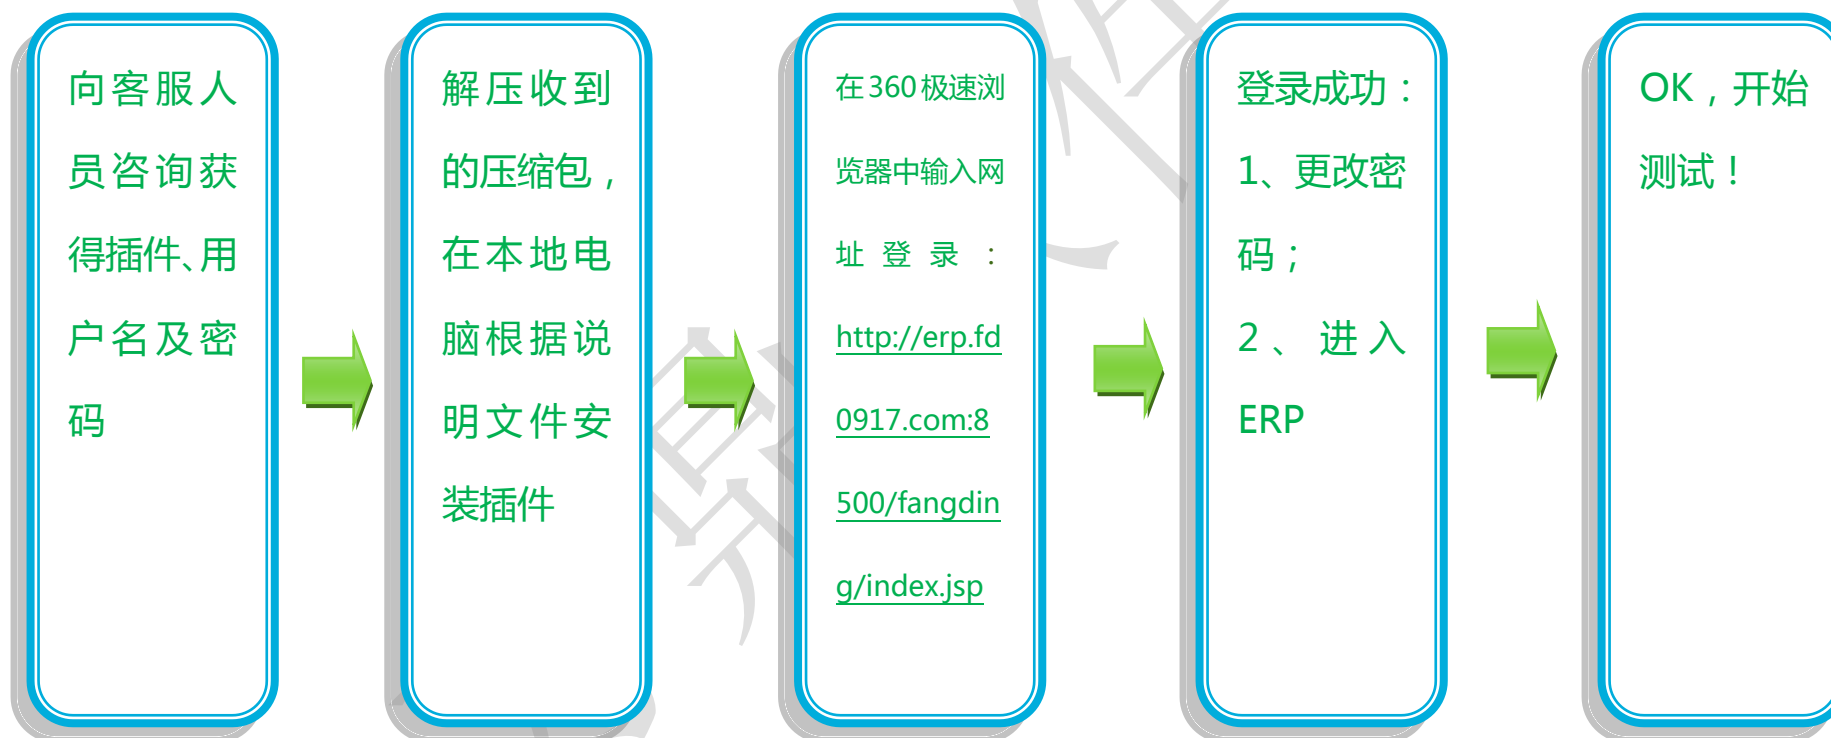 向客服人
员咨询获
得插件、用
户名及密
码
解压收到
的压缩包，
在本地电
脑根据说
明文件安
装插件
在360极速浏
览器中输入网
址登录：
http://erp.fd
0917.com:8
500/fangdin
g/index.jsp
登录成功：
1、更改密
码；
2、进入
ERP
OK，开始
测试！